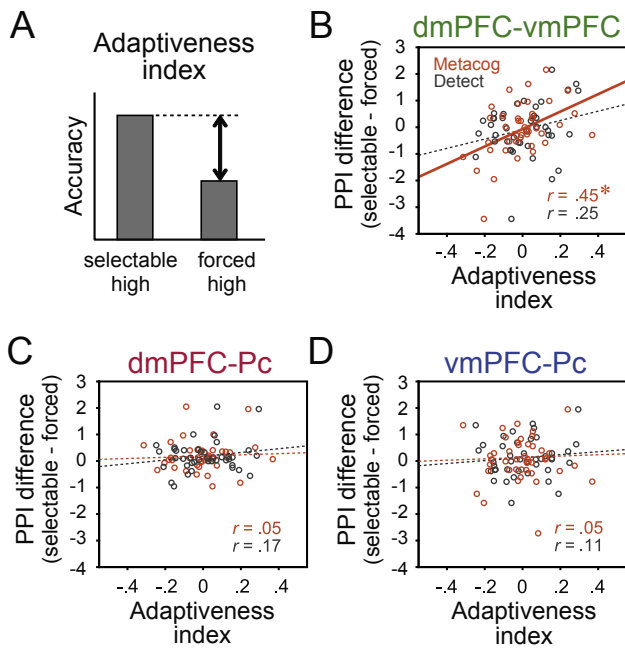 A
Adaptiveness
index
Accuracy
selectable
high
forced
high
B
dmPFC-vmPFC
Metacog
Detect
PPI difference
(selectable - forced)
3
2
1
0
-1
-2
-3
-4
r = .45*
r = .25
-.4 -.2 0 .2 .4
Adaptiveness
index
C
dmPFC-Pc
PPI difference
(selectable - forced)
3
2
1
0
-1
-2
-3
-4
r = .05
r = .17
-.4 -.2 0 .2 .4
Adaptiveness
index
D
vmPFC-Pc
PPI difference
(selectable - forced)
3
2
1
0
-1
-2
-3
-4
r = .05
r = .11
-.4 -.2 0 .2 .4
Adaptiveness
index